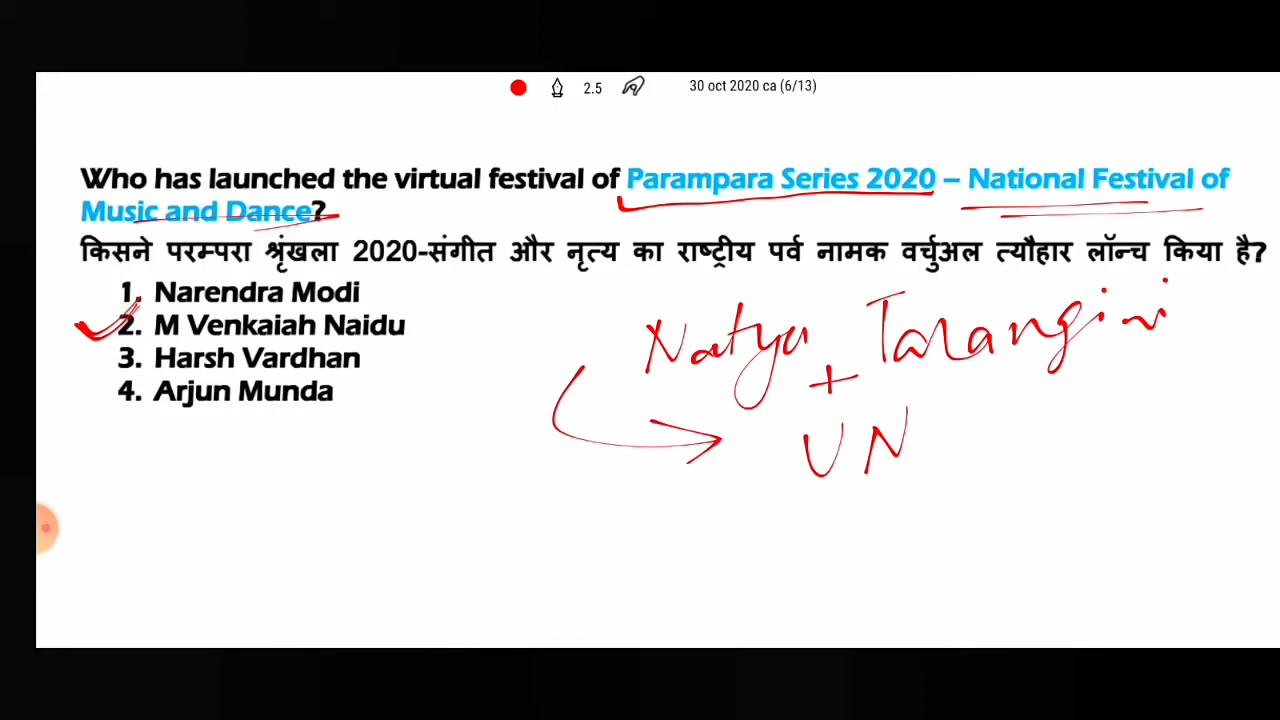 2.5 30 oct 2020 ca (6/13)
Who has launched the virtual festival of Parampara Series 2020 – National Festival of
Music and Dance?
किसने परम्परा श्रृंखला 2020-संगीत और नृत्य का राष्ट्रीय पर्व नामक वर्चुअल त्यौहार लॉन्च किया है?
1. Narendra Modi
2. M Venkaiah Naidu
3. Harsh Vardhan
4. Arjun Munda
Natya Tarangini
+
UN